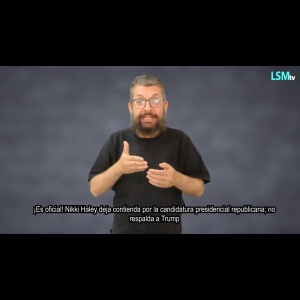 LSMtv
¡Es oficial! Nikki Haley deja contienda por la candidatura presidencial republicana; no
respalda a Trump